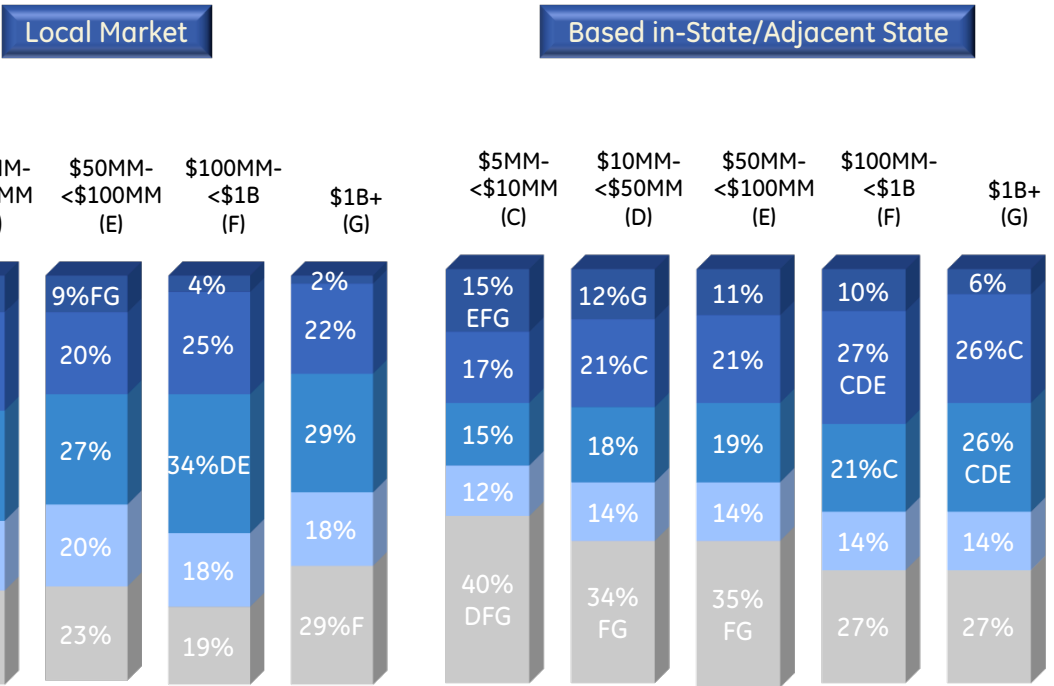 Local Market
Based in-State/Adjacent State
$50MM-
<$100MM
(E)
$100MM-
<$1B
(F)
$1B+
(G)
$5MM-
<$10MM
(C)
$10MM-
<$50MM
(D)
$50MM-
<$100MM
(E)
$100MM-
<$1B
(F)
$1B+
(G)
9%FG
20%
27%
20%
23%
4%
25%
34%DE
18%
19%
2%
22%
29%
18%
29%F
15%
EFG
17%
15%
12%
40%
DFG
12%G
21%C
18%
14%
34%
FG
11%
21%
19%
14%
35%
FG
10%
27%
CDE
21%C
14%
27%
6%
26%C
26%
CDE
14%
27%